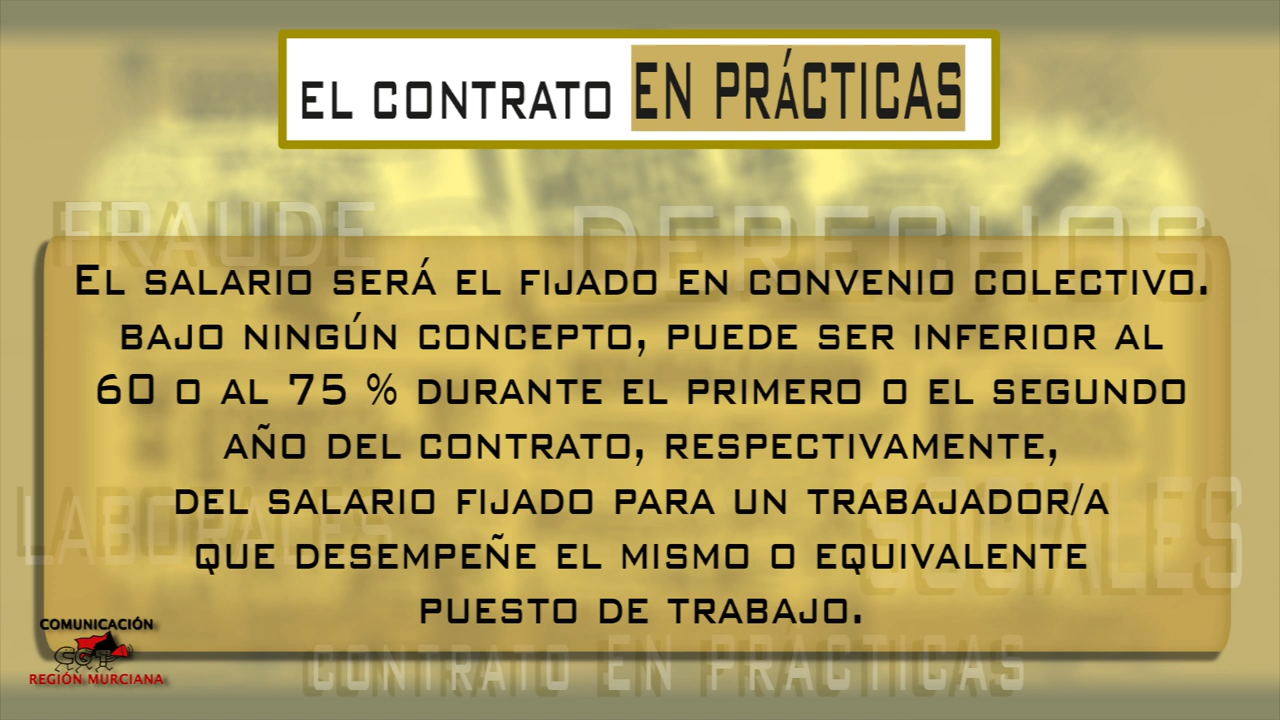 EL CONTRATO EN PRÁCTICAS
FRAUDE DERECHOS
EL SALARIO SERÁ EL FIJADO EN CONVENIO COLECTIVO.
BAJO NINGÚN CONCEPTO, PUEDE SER INFERIOR AL
60 O AL 75 % DURANTE EL PRIMERO O EL SEGUNDO
AÑO DEL CONTRATO, RESPECTIVAMENTE,
DEL SALARIO FIJADO PARA UN TRABAJADOR/A
LABORALES SOCIALES
QUE DESEMPEÑE EL MISMO O EQUIVALENTE
PUESTO DE TRABAJO.
COMUNICACIÓN
CGT
REGIÓN MURCIANA
CONTRATO EN PRÁCTICAS